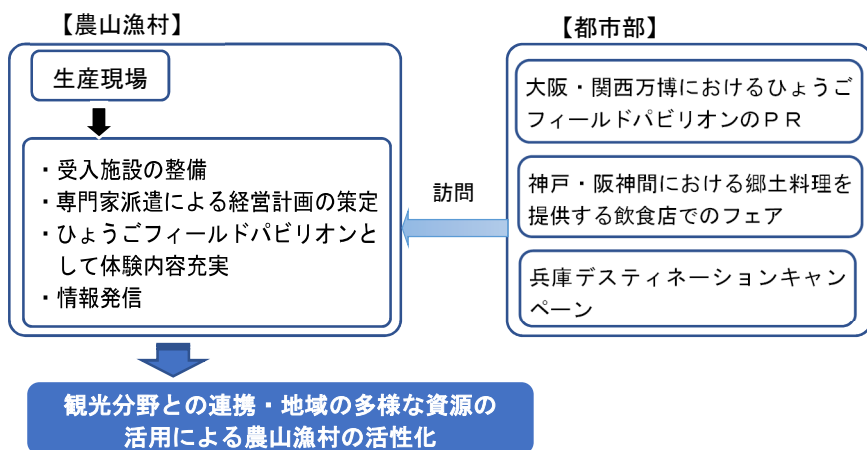 【農山漁村】
生産現場
・受入施設の整備
・専門家派遣による経営計画の策定
・ひょうごフィールドパビリオンと
して体験内容充実
・情報発信
訪問
【都市部】
大阪・関西万博におけるひょうご
フィールドパビリオンのＰＲ
神戸・阪神間における郷土料理を
提供する飲食店でのフェア
兵庫デスティネーションキャン
ペーン
観光分野との連携・地域の多様な資源の
活用による農山漁村の活性化